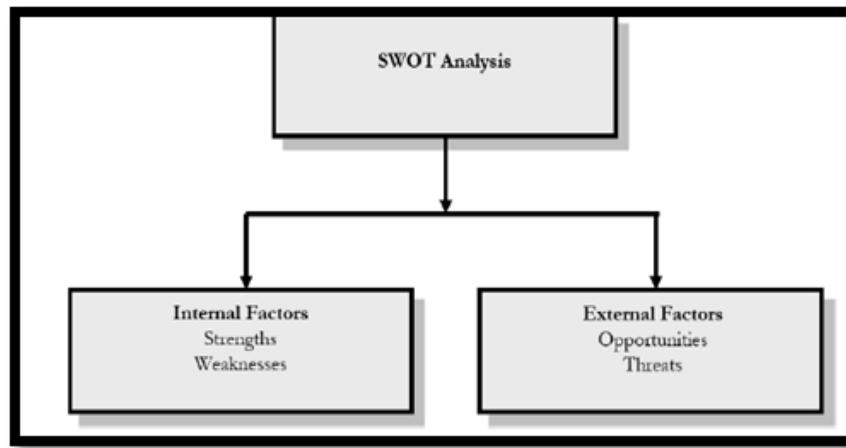 SWOT Analysis
Internal Factors
Strengths
Weaknesses
External Factors
Opportunities
Threats